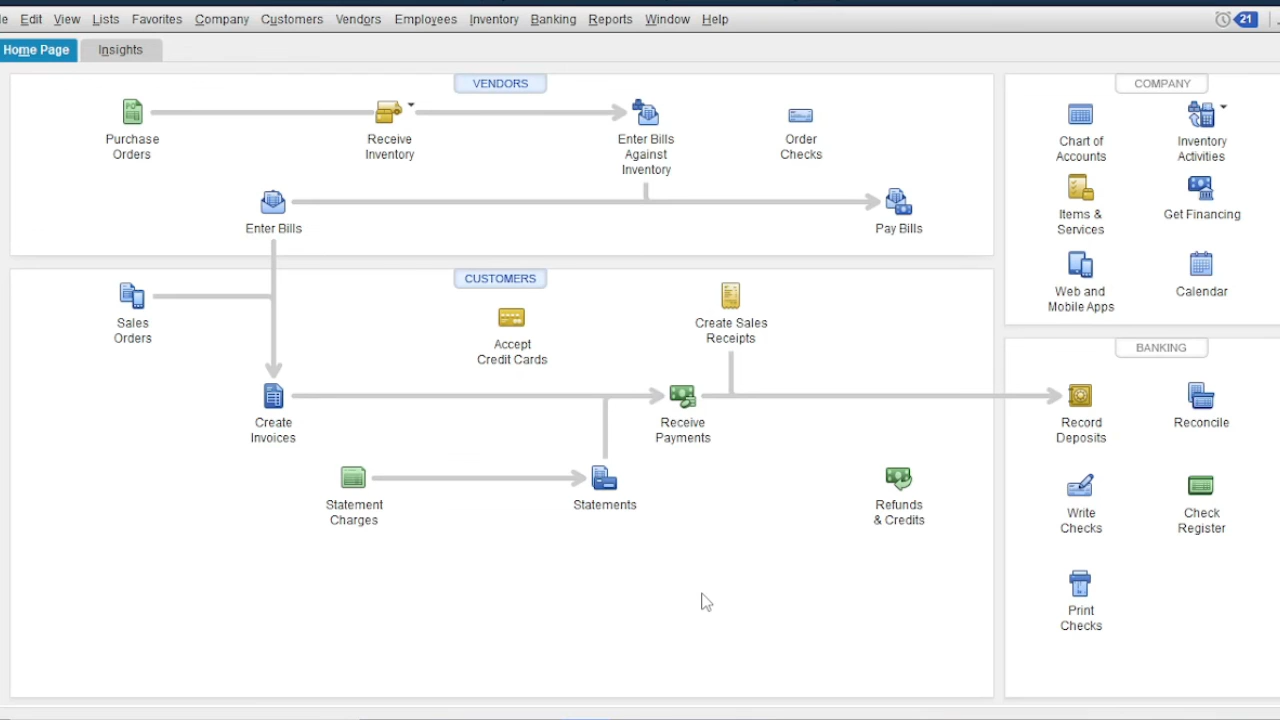 le Edit View Lists Favorites Company Customers Vendors Employees Inventory Banking Reports Window Help 21
Home Page Insights
VENDORS
Purchase
Orders
Receive
Inventory
Enter Bills
Against
Inventory
Order
Checks
Enter Bills
Pay Bills
CUSTOMERS
Sales
Orders
Accept
Credit Cards
Create Sales
Receipts
Create
Invoices
Receive
Payments
Statement
Charges
Statements
Refunds
& Credits
COMPANY
Chart of
Accounts
Inventory
Activities
Items &
Services
Get Financing
Web and
Mobile Apps
Calendar
BANKING
Record
Deposits
Reconcile
Write
Checks
Check
Register
Print
Checks